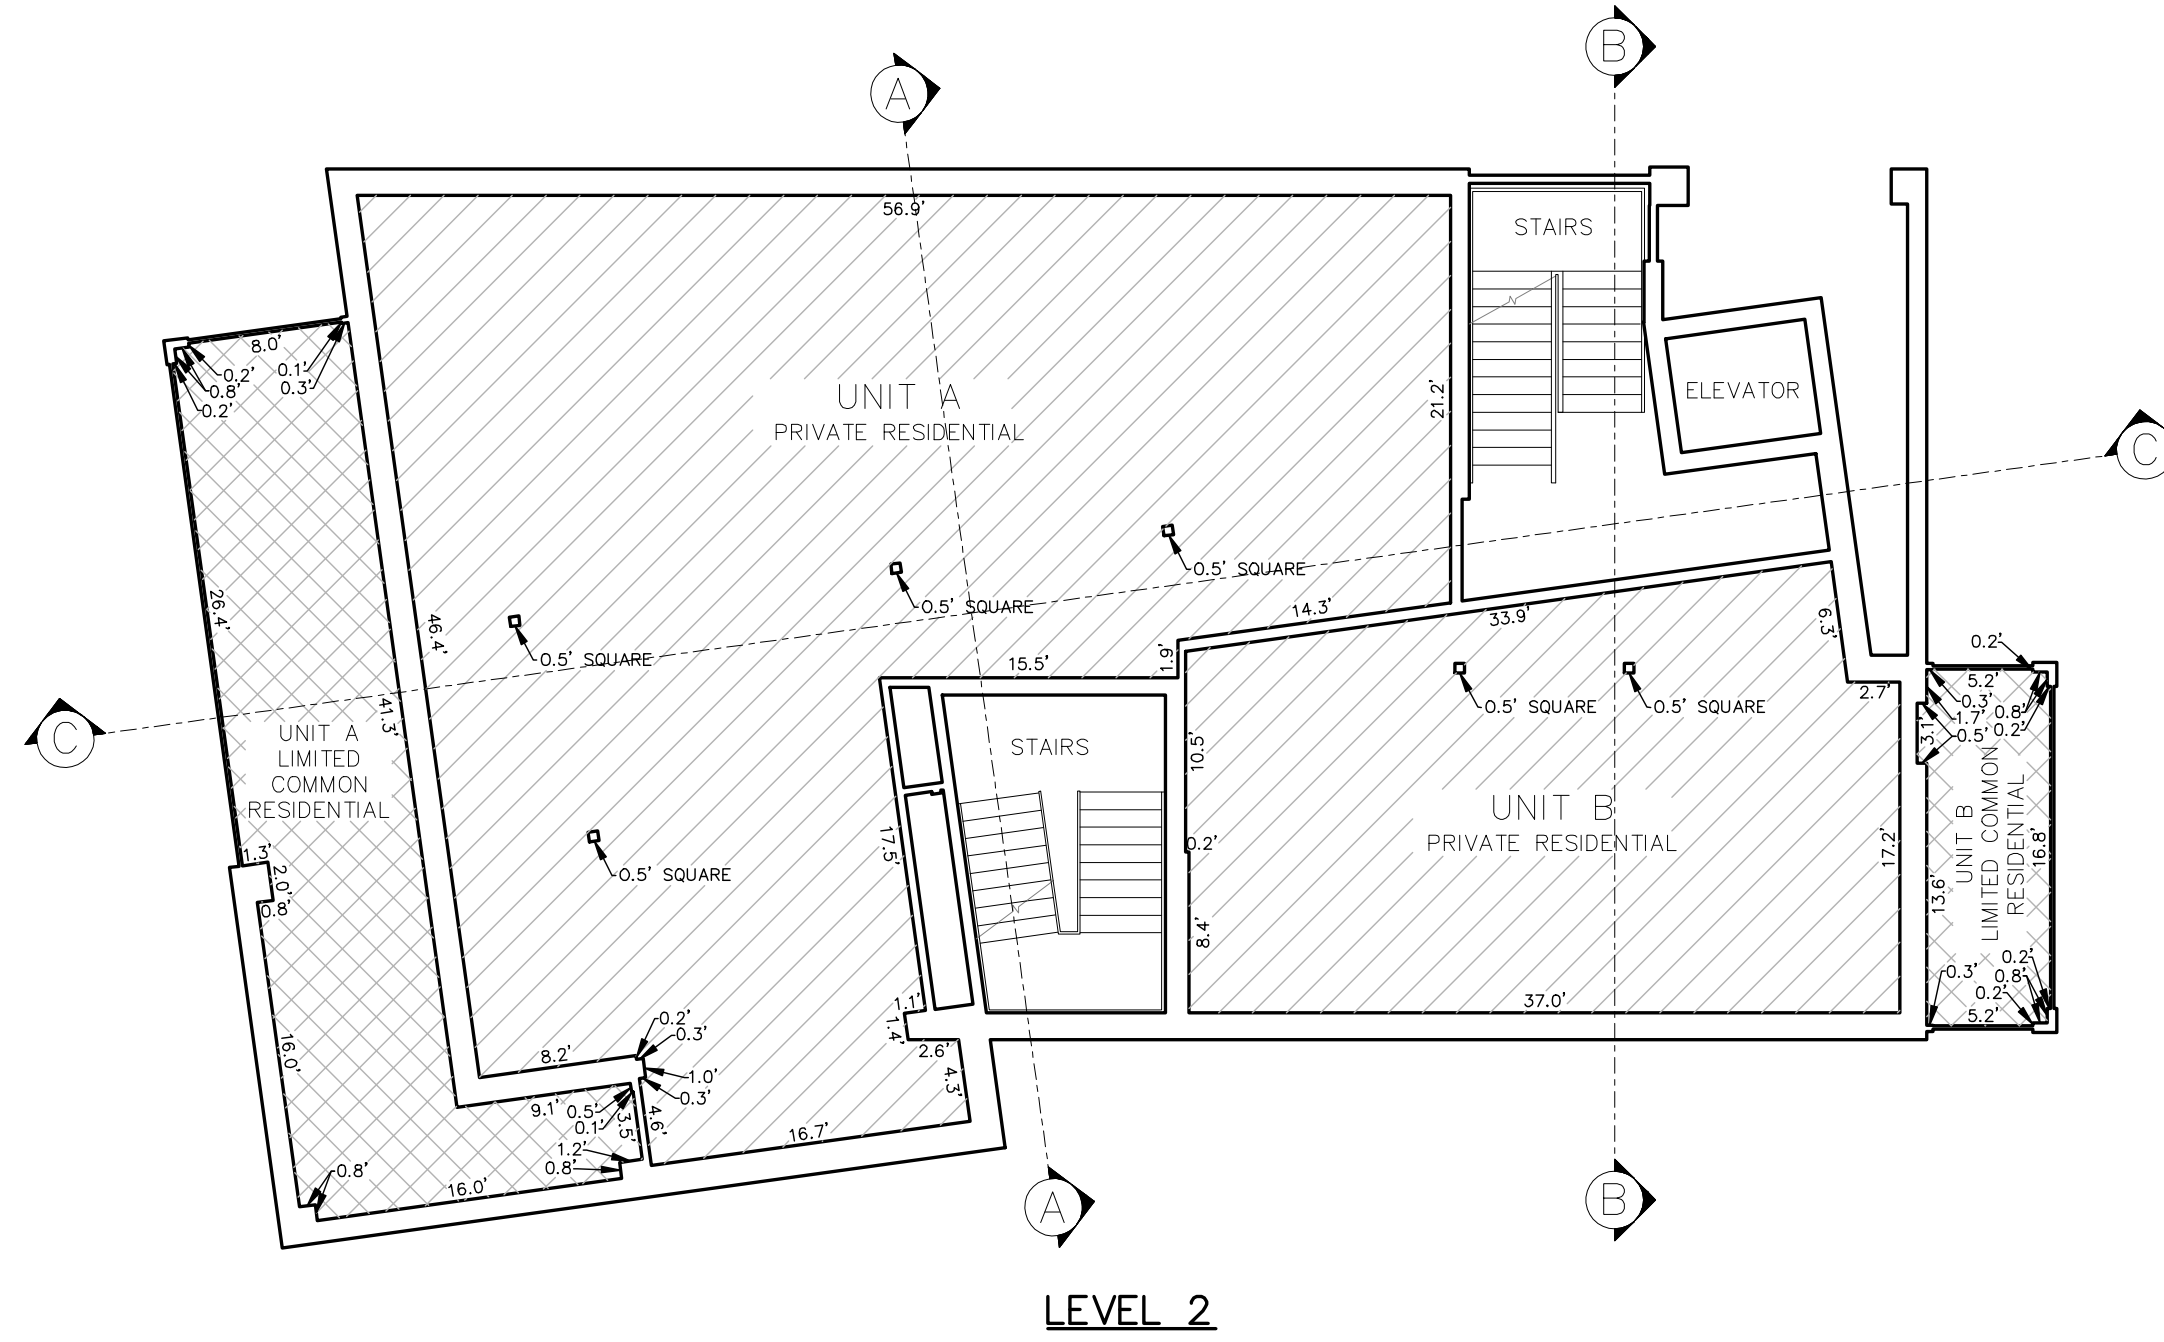 B
A
56.9'
STAIRS
8.0'
0.1'
0.3'
0.2'
0.8'
0.2'
UNIT A
PRIVATE RESIDENTIAL
21.2'
ELEVATOR
C
0.5' SQUARE
0.5' SQUARE
0.5' SQUARE
26.4'
46.4'
14.3'
33.9'
6.3'
1.9'
15.5'
0.2'
5.2'
0.3'
0.8'
1.7'
0.2'
0.5'
3.1'
2.7'
0.5' SQUARE
0.5' SQUARE
41.3'
C
UNIT A
LIMITED
COMMON
RESIDENTIAL
STAIRS
10.5'
UNIT B
PRIVATE RESIDENTIAL
0.2'
17.5'
17.2'
16.8'
UNIT B
LIMITED COMMON
RESIDENTIAL
13.6'
1.3'
2.0'
0.8'
0.5' SQUARE
8.4'
0.3'
0.2'
0.8'
0.2'
5.2'
37.0'
1.1'
1.4'
2.6'
4.3'
16.0'
8.2'
0.2'
0.3'
1.0'
0.3'
9.1'
0.5'
0.1'
3.5'
4.6'
1.2'
0.8'
16.7'
0.8'
16.0'
A
B
LEVEL 2